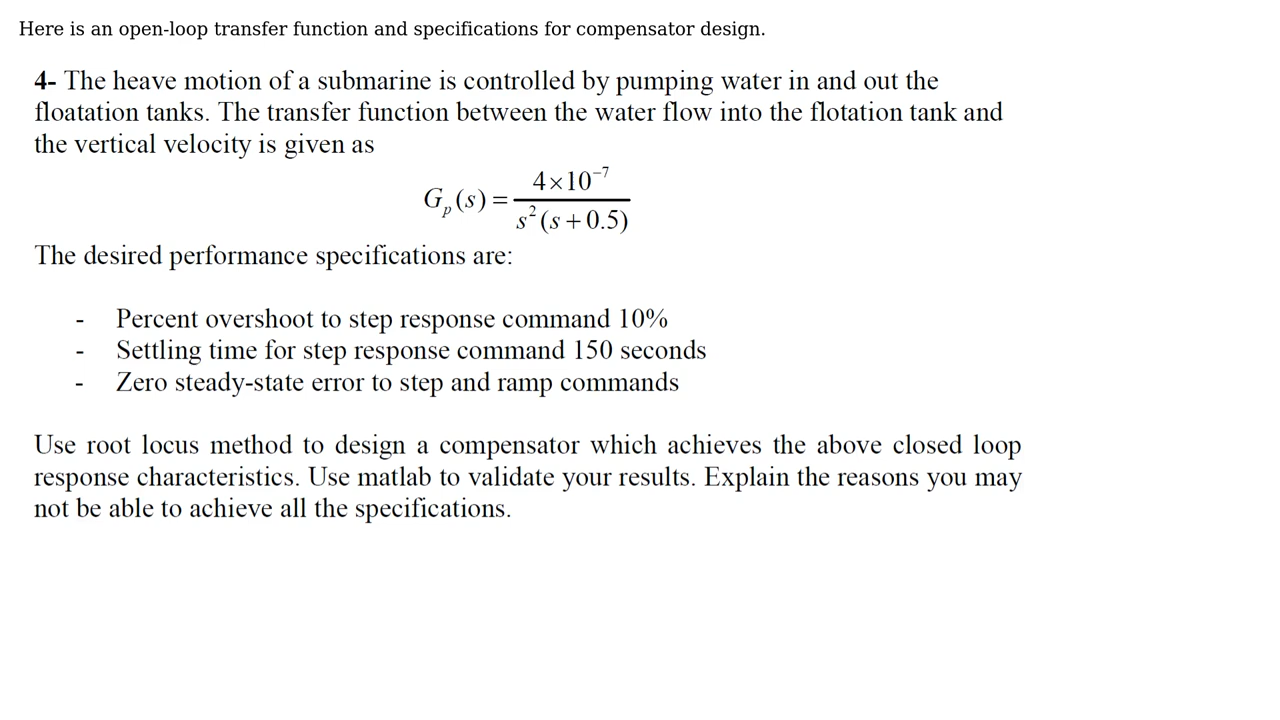 Here is an open-loop transfer function and specifications for compensator design.
4- The heave motion of a submarine is controlled by pumping water in and out the
floatation tanks. The transfer function between the water flow into the flotation tank and
the vertical velocity is given as
G_p(s) = \frac{4×10^{-7}}{s^2(s+0.5)}
The desired performance specifications are:
- Percent overshoot to step response command 10%
- Settling time for step response command 150 seconds
- Zero steady-state error to step and ramp commands
Use root locus method to design a compensator which achieves the above closed loop
response characteristics. Use matlab to validate your results. Explain the reasons you may
not be able to achieve all the specifications.